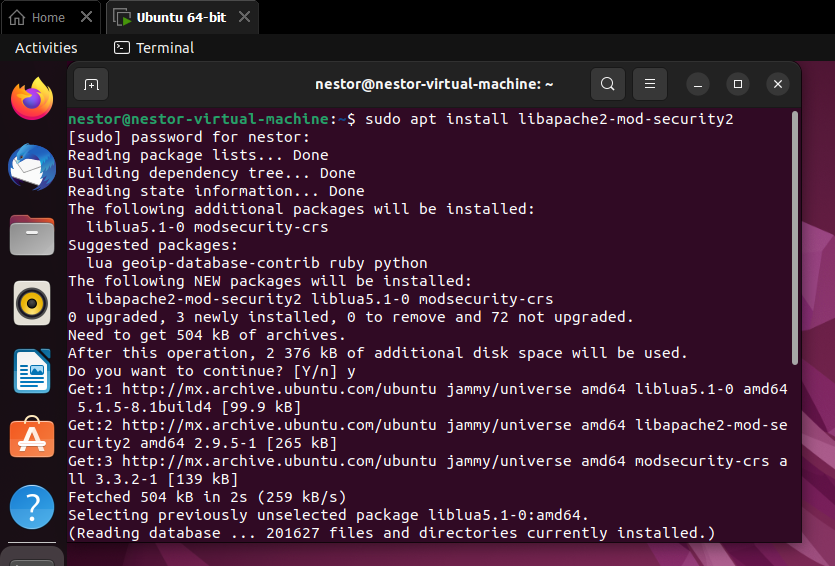 Home
Ubuntu 64-bit
Activities
Terminal
nestor@nestor-virtual-machine: ~
nestor@nestor-virtual-machine:~$ sudo apt install libapache2-mod-security2
[sudo] password for nestor:
Reading package lists... Done
Building dependency tree... Done
Reading state information... Done
The following additional packages will be installed:
  liblua5.1-0 modsecurity-crs
Suggested packages:
  lua geoip-database-contrib ruby python
The following NEW packages will be installed:
  libapache2-mod-security2 liblua5.1-0 modsecurity-crs
0 upgraded, 3 newly installed, 0 to remove and 72 not upgraded.
Need to get 504 kB of archives.
After this operation, 2 376 kB of additional disk space will be used.
Do you want to continue? [Y/n] y
Get:1 http://mx.archive.ubuntu.com/ubuntu jammy/universe amd64 liblua5.1-0 amd64
 5.1.5-8.1build4 [99.9 kB]
Get:2 http://mx.archive.ubuntu.com/ubuntu jammy/universe amd64 libapache2-mod-se
curity2 amd64 2.9.5-1 [265 kB]
Get:3 http://mx.archive.ubuntu.com/ubuntu jammy/universe amd64 modsecurity-crs a
ll 3.3.2-1 [139 kB]
Fetched 504 kB in 2s (259 kB/s)
Selecting previously unselected package liblua5.1-0:amd64.
(Reading database ... 201627 files and directories currently installed.)